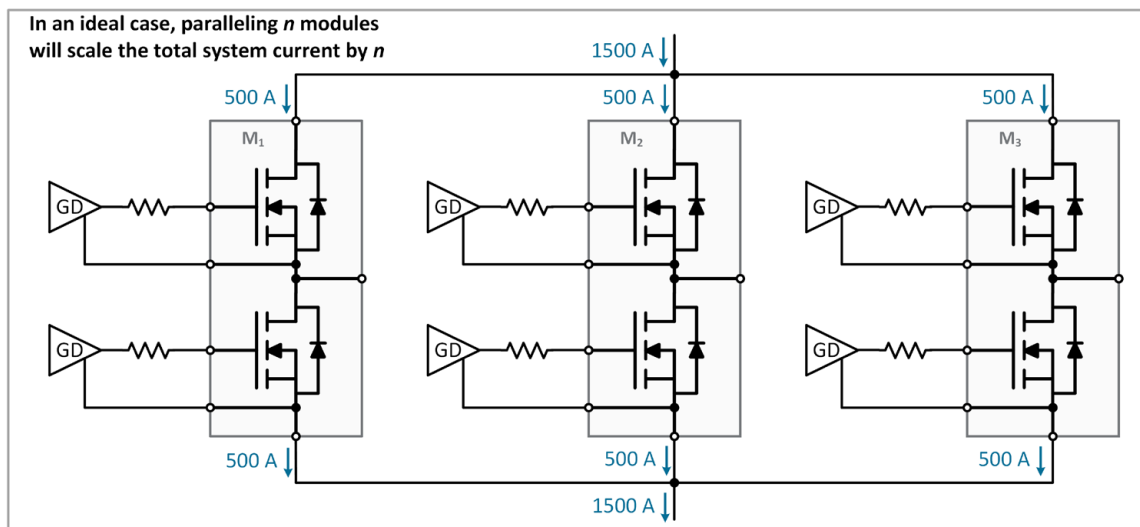 In an ideal case, paralleling n modules
will scale the total system current by n
1500 A
500 A
500 A
500 A
M₁
M₂
M₃
GD
GD
GD
GD
GD
GD
500 A
500 A
500 A
1500 A